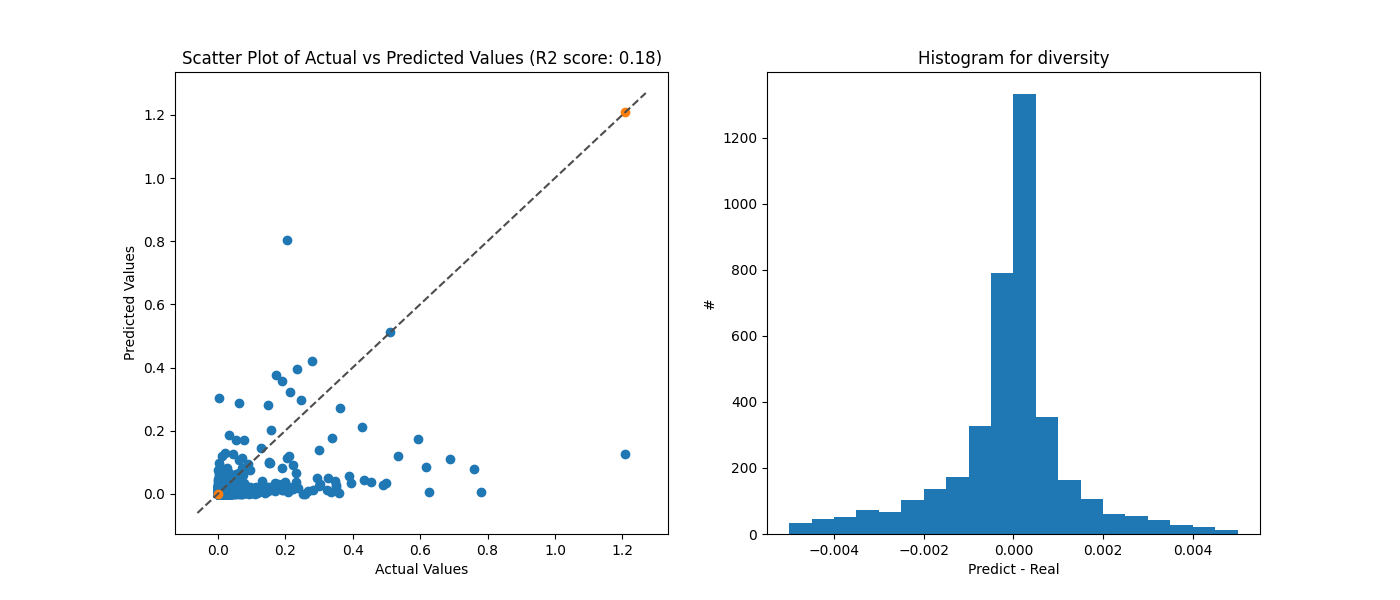 Scatter Plot of Actual vs Predicted Values (R2 score: 0.18)
1.2
1.0
0.8
0.6
0.4
0.2
0.0
Predicted Values
0.0 0.2 0.4 0.6 0.8 1.0 1.2
Actual Values
Histogram for diversity
1200
1000
800
600
400
200
0
#
−0.004 −0.002 0.000 0.002 0.004
Predict - Real